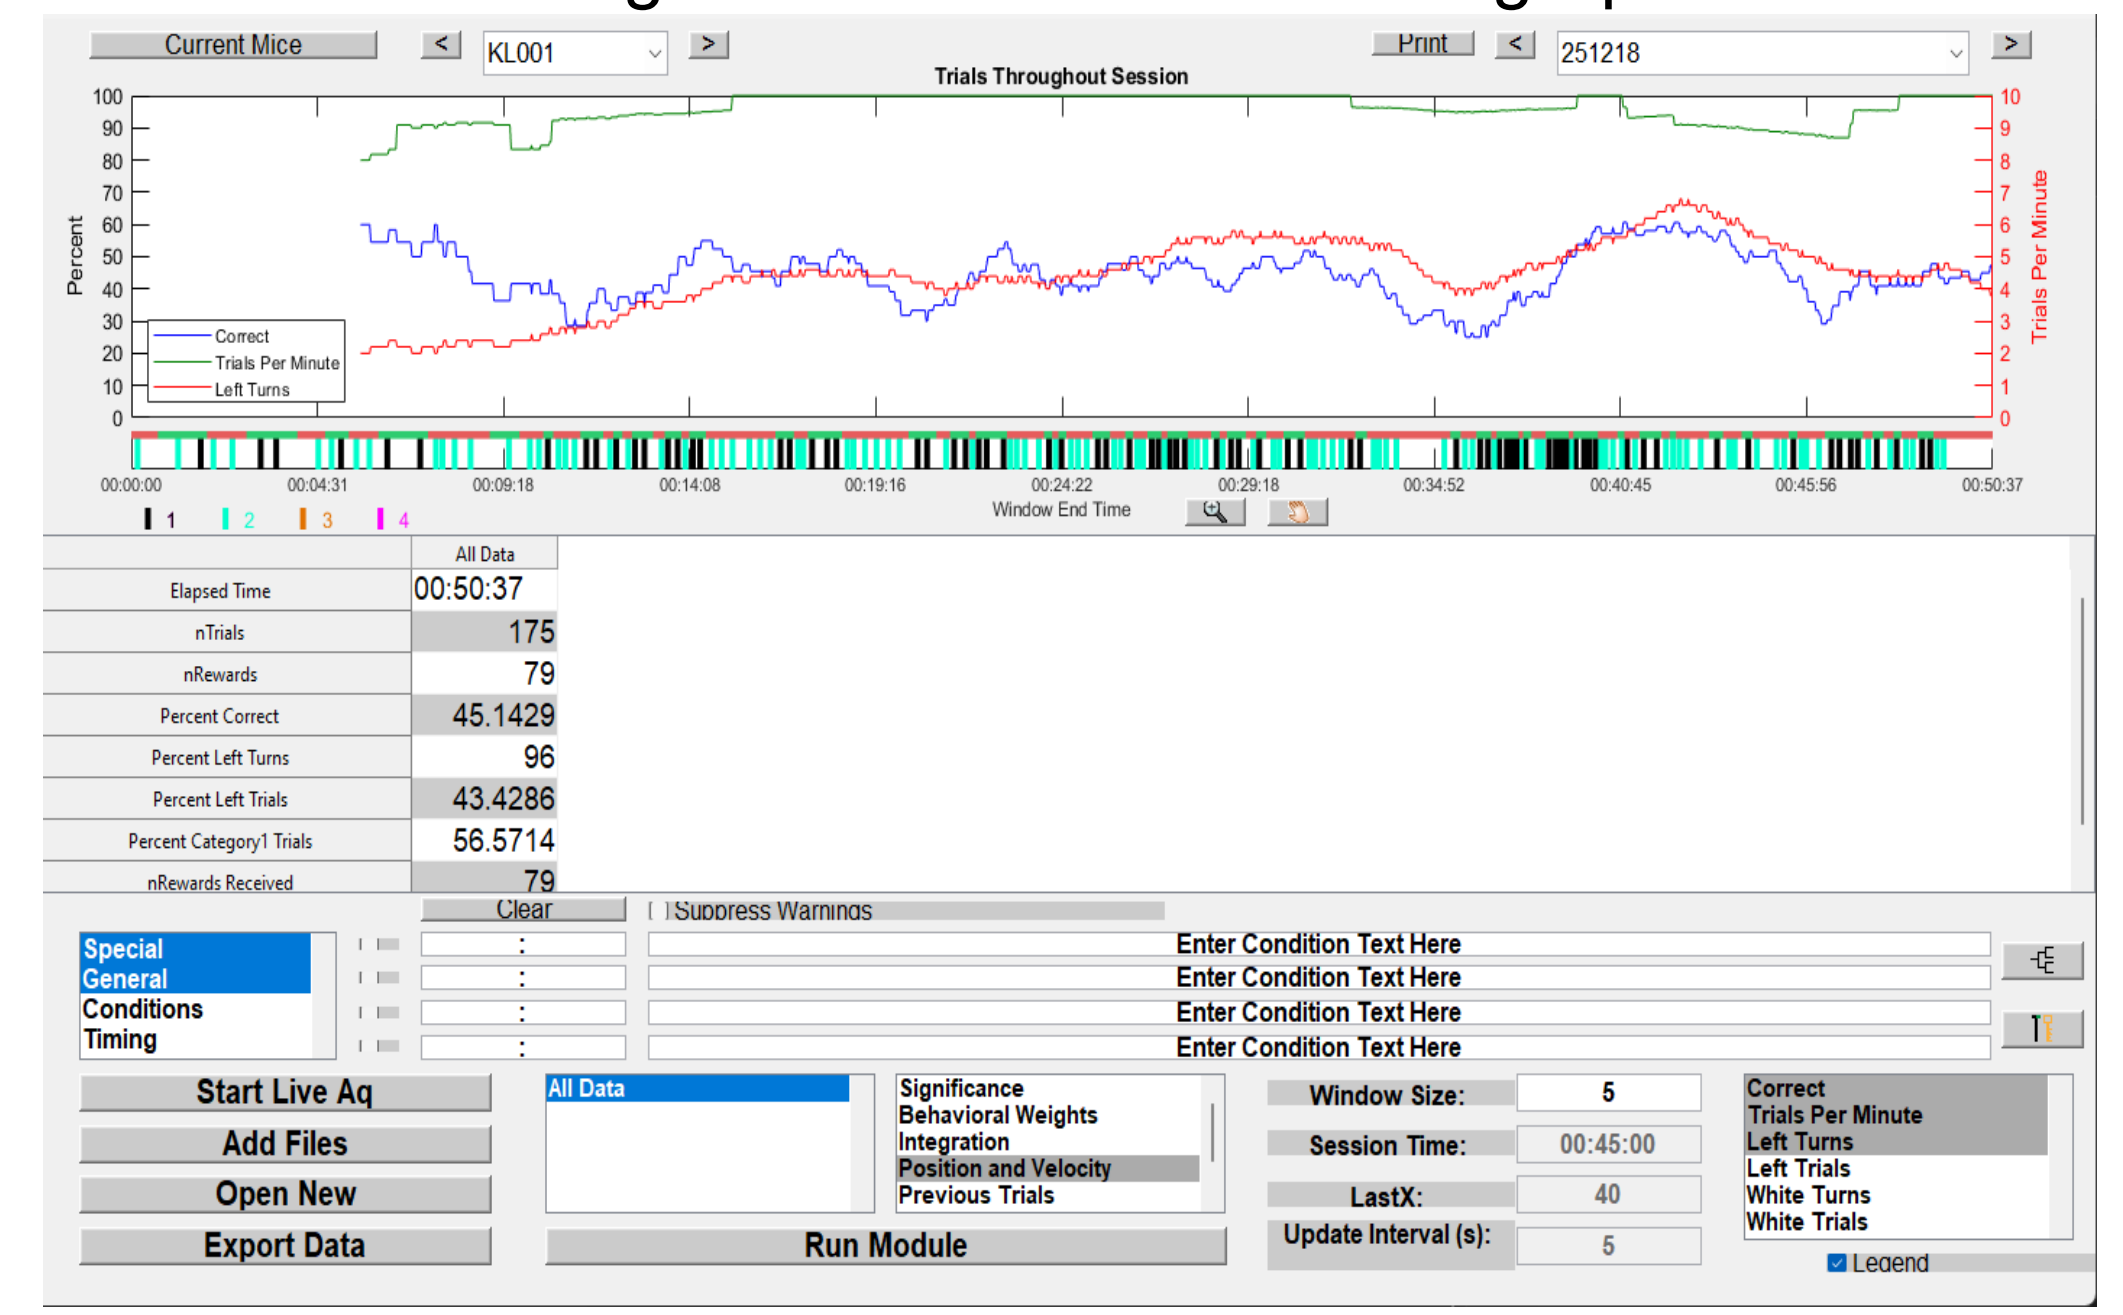 Current Mice < KL001 > Print < 251218 >
Trials Throughout Session
100
90
80
70
60
50
40
30
20
10
0
Percent
Correct
Trials Per Minute
Left Turns
10
9
8
7
6
5
4
3
2
1
0
Trials Per Minute
00:00:00 00:04:31 00:09:18 00:14:08 00:19:16 00:24:22 00:29:18 00:34:52 00:40:45 00:45:56 00:50:37
Window End Time
1 2 3 4
All Data
Elapsed Time 00:50:37
nTrials 175
nRewards 79
Percent Correct 45.1429
Percent Left Turns 96
Percent Left Trials 43.4286
Percent Category1 Trials 56.5714
nRewards Received 79
Clear Suppress Warnings
Special
General
Conditions
Timing
: Enter Condition Text Here
: Enter Condition Text Here
: Enter Condition Text Here
: Enter Condition Text Here
Start Live Aq
Add Files
Open New
Export Data
All Data
Significance
Behavioral Weights
Integration
Position and Velocity
Previous Trials
Run Module
Window Size: 5
Session Time: 00:45:00
LastX: 40
Update Interval (s): 5
Correct
Trials Per Minute
Left Turns
Left Trials
White Turns
White Trials
Legend